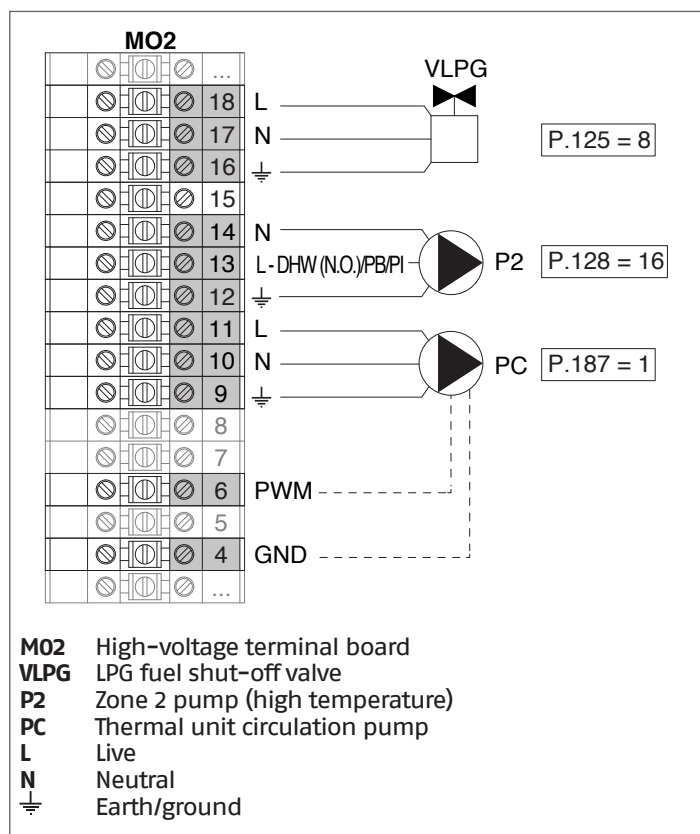 MO2
...
18 L
VLPG
17 N
P.125 = 8
16
15
14 N
13 L - DHW (N.O.)/PB/PI
P2 P.128 = 16
12
11 L
10 N
PC P.187 = 1
9
8
7
6 PWM
5
4 GND
...
M02 High-voltage terminal board
VLPG LPG fuel shut-off valve
P2 Zone 2 pump (high temperature)
PC Thermal unit circulation pump
L Live
N Neutral
Earth/ground